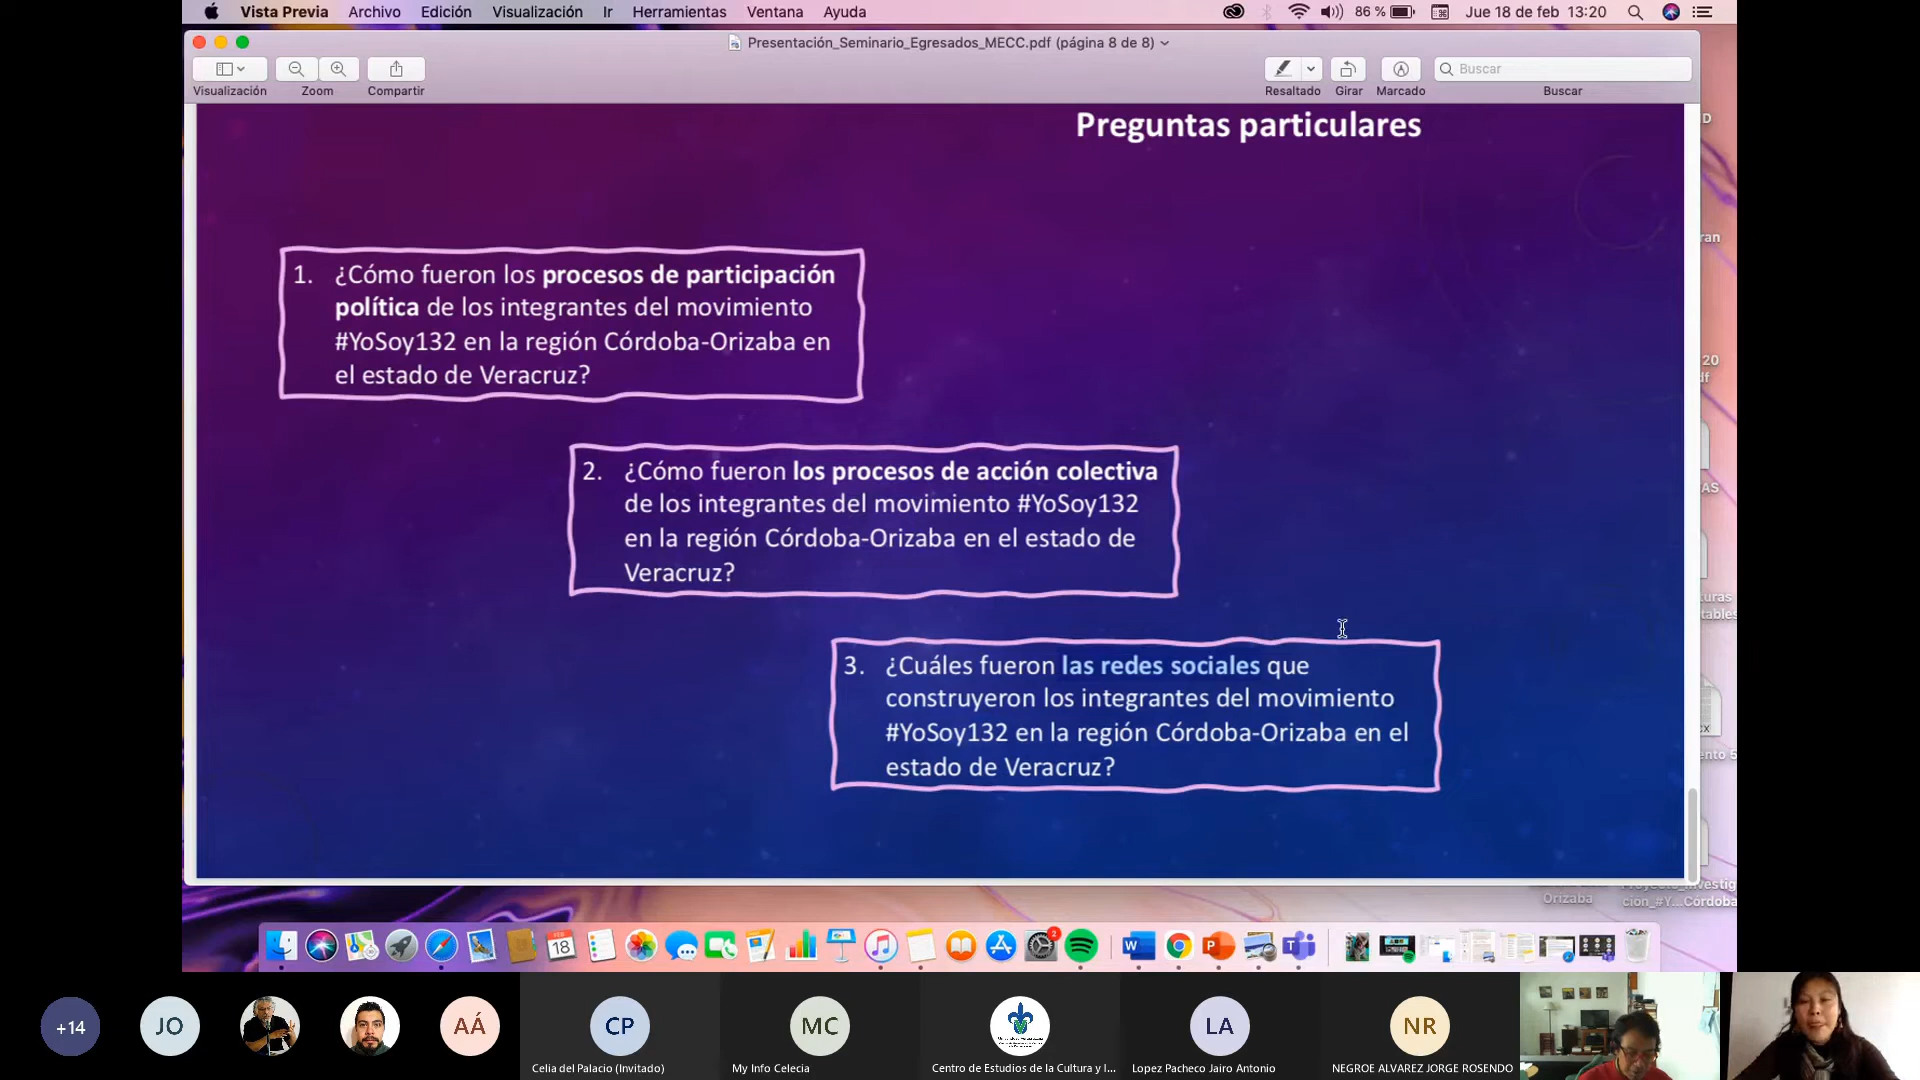 Vista Previa Archivo Edición Visualización Ir Herramientas Ventana Ayuda 86 % Jue 18 de feb 13:20
Presentación_Seminario_Egresados_MECC.pdf (página 8 de 8)
Buscar
Visualización Zoom Compartir Resaltado Girar Marcado Buscar
Preguntas particulares
1. ¿Cómo fueron los procesos de participación
política de los integrantes del movimiento
#YoSoy132 en la región Córdoba-Orizaba en
el estado de Veracruz?
2. ¿Cómo fueron los procesos de acción colectiva
de los integrantes del movimiento #YoSoy132
en la región Córdoba-Orizaba en el estado de
Veracruz?
3. ¿Cuáles fueron las redes sociales que
construyeron los integrantes del movimiento
#YoSoy132 en la región Córdoba-Orizaba en el
estado de Veracruz?
Orizaba
FEB
18
2
+14 JO AÁ CP MC LA NR
Celia del Palacio (Invitado) My Info Celecia Centro de Estudios de la Cultura y l... Lopez Pacheco Jairo Antonio NEGROE ALVAREZ JORGE ROSENDO